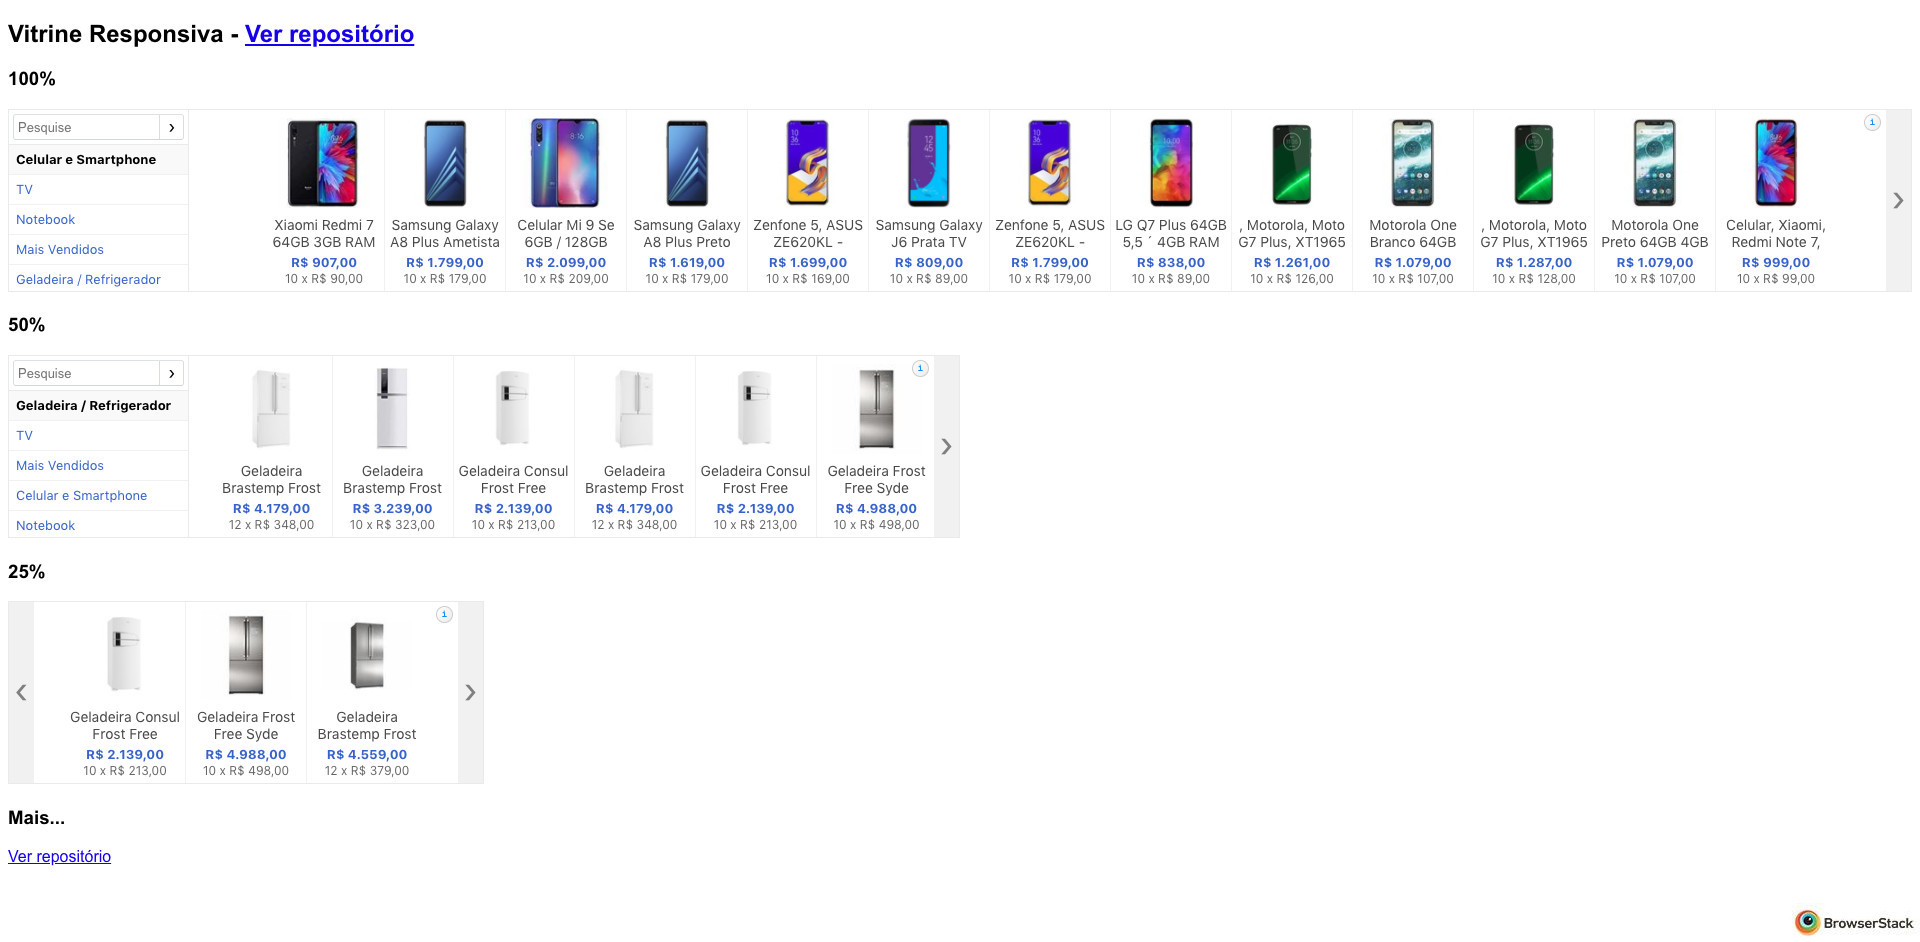 Vitrine Responsiva - Ver repositório
100%
Pesquise
Celular e Smartphone
TV
Notebook
Mais Vendidos
Geladeira / Refrigerador
Xiaomi Redmi 7
64GB 3GB RAM
R$ 907,00
10 x R$ 90,00
Samsung Galaxy
A8 Plus Ametista
R$ 1.799,00
10 x R$ 179,00
Celular Mi 9 Se
6GB / 128GB
R$ 2.099,00
10 x R$ 209,00
Samsung Galaxy
A8 Plus Preto
R$ 1.619,00
10 x R$ 179,00
Zenfone 5, ASUS
ZE620KL -
R$ 1.699,00
10 x R$ 169,00
Samsung Galaxy
J6 Prata TV
R$ 809,00
10 x R$ 89,00
Zenfone 5, ASUS
ZE620KL -
R$ 1.799,00
10 x R$ 179,00
LG Q7 Plus 64GB
5,5 ´ 4GB RAM
R$ 838,00
10 x R$ 89,00
, Motorola, Moto
G7 Plus, XT1965
R$ 1.261,00
10 x R$ 126,00
Motorola One
Branco 64GB
R$ 1.079,00
10 x R$ 107,00
, Motorola, Moto
G7 Plus, XT1965
R$ 1.287,00
10 x R$ 128,00
Motorola One
Preto 64GB 4GB
R$ 1.079,00
10 x R$ 107,00
Celular, Xiaomi,
Redmi Note 7,
R$ 999,00
10 x R$ 99,00
i
50%
Pesquise
Geladeira / Refrigerador
TV
Mais Vendidos
Celular e Smartphone
Notebook
Geladeira
Brastemp Frost
R$ 4.179,00
12 x R$ 348,00
Geladeira
Brastemp Frost
R$ 3.239,00
10 x R$ 323,00
Geladeira Consul
Frost Free
R$ 2.139,00
10 x R$ 213,00
Geladeira
Brastemp Frost
R$ 4.179,00
12 x R$ 348,00
Geladeira Consul
Frost Free
R$ 2.139,00
10 x R$ 213,00
Geladeira Frost
Free Syde
R$ 4.988,00
10 x R$ 498,00
i
25%
Geladeira Consul
Frost Free
R$ 2.139,00
10 x R$ 213,00
Geladeira Frost
Free Syde
R$ 4.988,00
10 x R$ 498,00
Geladeira
Brastemp Frost
R$ 4.559,00
12 x R$ 379,00
i
Mais...
Ver repositório
BrowserStack